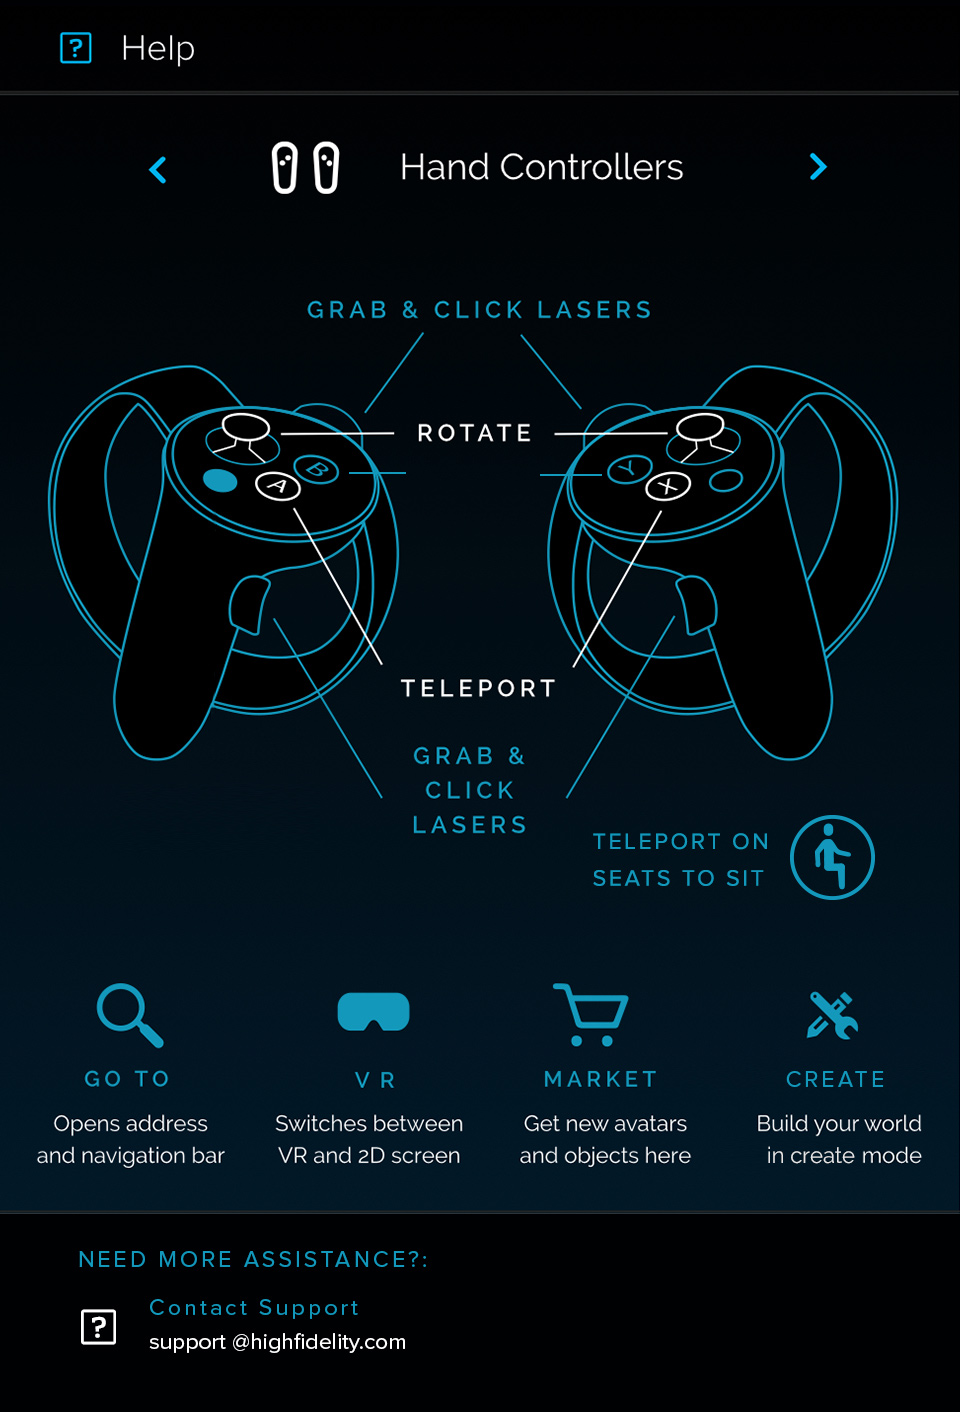 Help
Hand Controllers
GRAB & CLICK LASERS
ROTATE
B
A
Y
X
TELEPORT
GRAB &
CLICK
LASERS
TELEPORT ON
SEATS TO SIT
GO TO
Opens address
and navigation bar
VR
Switches between
VR and 2D screen
MARKET
Get new avatars
and objects here
CREATE
Build your world
in create mode
NEED MORE ASSISTANCE?:
?
Contact Support
support @highfidelity.com